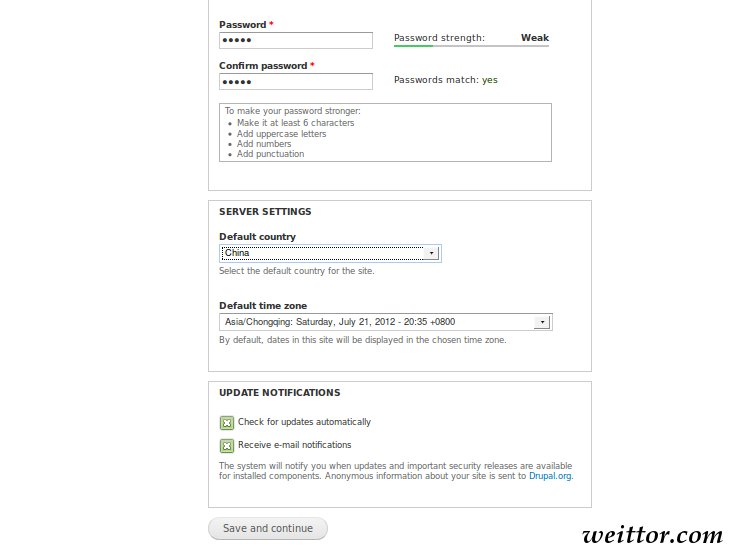 Password *
●●●●●
Password strength: Weak
Confirm password *
●●●●●
Passwords match: yes
To make your password stronger:
• Make it at least 6 characters
• Add uppercase letters
• Add numbers
• Add punctuation
SERVER SETTINGS
Default country
China
Select the default country for the site.
Default time zone
Asia/Chongqing: Saturday, July 21, 2012 - 20:35 +0800
By default, dates in this site will be displayed in the chosen time zone.
UPDATE NOTIFICATIONS
Check for updates automatically
Receive e-mail notifications
The system will notify you when updates and important security releases are available
for installed components. Anonymous information about your site is sent to Drupal.org.
Save and continue
weittor.com